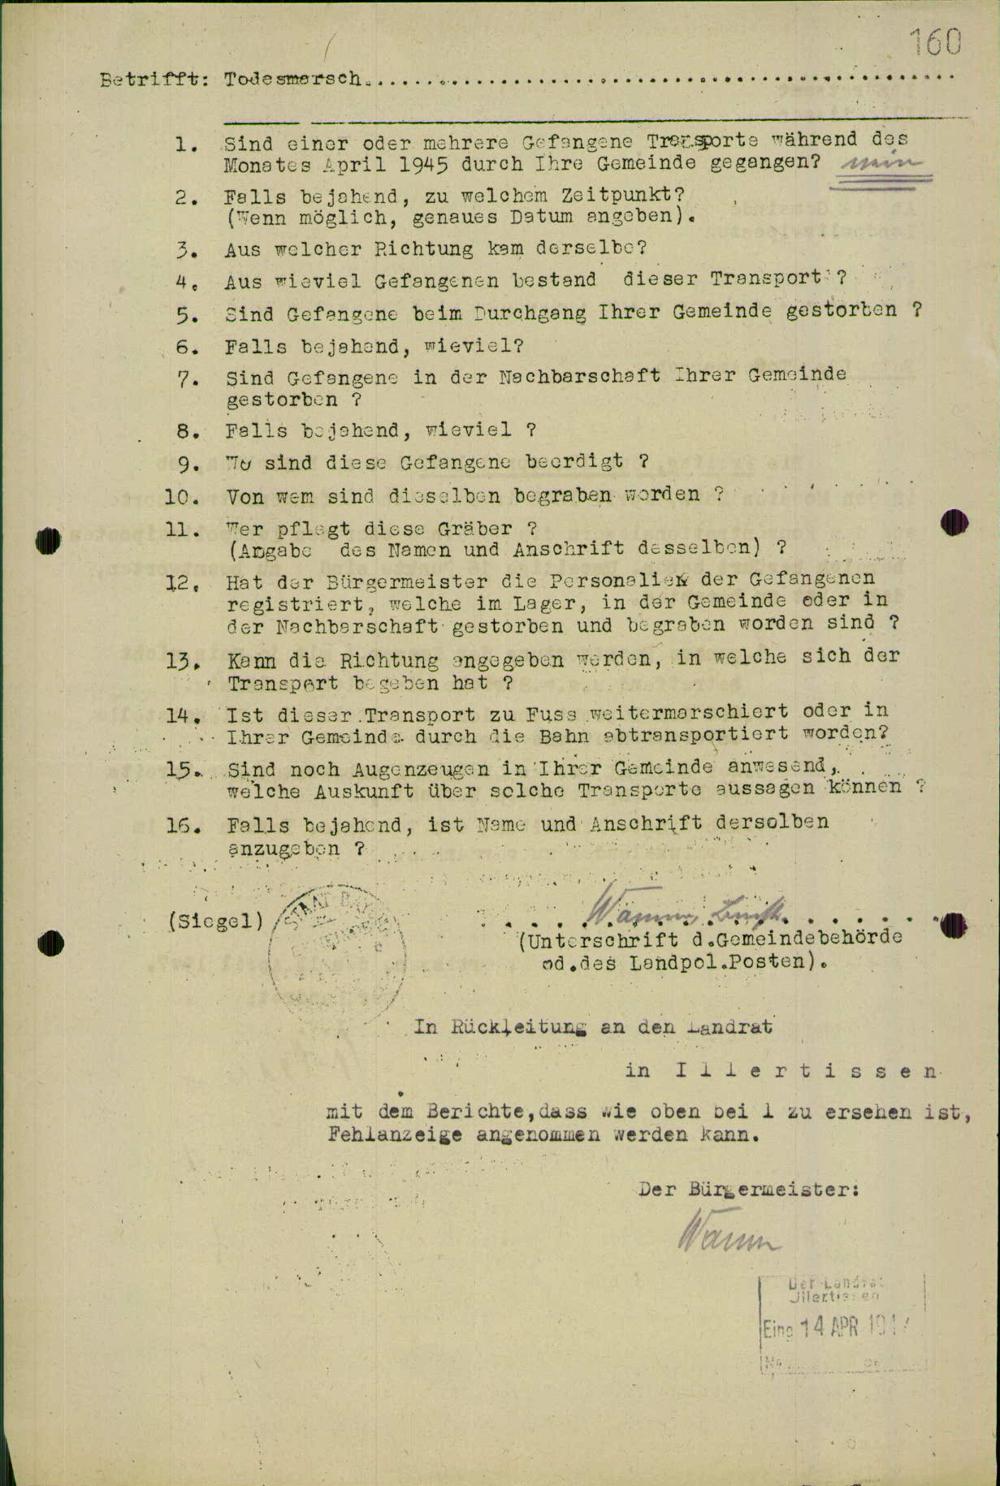 160
Betrifft: Todesmarsch.
1. Sind einer oder mehrere Gefangene Transporte während des
Monates April 1945 durch Ihre Gemeinde gegangen? nein
2. Falls bejahend, zu welchem Zeitpunkt?
(Wenn möglich, genaues Datum angeben).
3. Aus welcher Richtung kam derselbe?
4. Aus wieviel Gefangenen bestand dieser Transport ?
5. Sind Gefangene beim Durchgang Ihrer Gemeinde gestorben ?
6. Falls bejahend, wieviel?
7. Sind Gefangene in der Nachbarschaft Ihrer Gemeinde
gestorben ?
8. Falls bejahend, wieviel ?
9. Wo sind diese Gefangene beerdigt ?
10. Von wem sind dieselben begraben worden ?
11. Wer pflegt diese Gräber ?
(Angabe des Namen und Anschrift desselben) ?
12. Hat der Bürgermeister die Personalien der Gefangenen
registriert, welche im Lager, in der Gemeinde oder in
der Nachbarschaft gestorben und begraben worden sind ?
13. Kann die Richtung angegeben werden, in welche sich der
Transport begeben hat ?
14. Ist dieser Transport zu Fuss weitermarschiert oder in
Ihrer Gemeinde durch die Bahn abtransportiert worden?
15. Sind noch Augenzeugen in Ihrer Gemeinde anwesend,
welche Auskunft über solche Transporte aussagen können ?
16. Falls bejahend, ist Name und Anschrift derselben
anzugeben ?
(Siegel)
STAAT
(Unterschrift d.Gemeindebehörde
od.des Landpol.Posten).
In Rückleitung an den Landrat
in I l l e r t i s s e n
mit dem Berichte,dass wie oben bei 1 zu ersehen ist,
Fehlanzeige angenommen werden kann.
Der Bürgermeister:
Der Landrat
Jllertissen
Eing 14 APR 1947